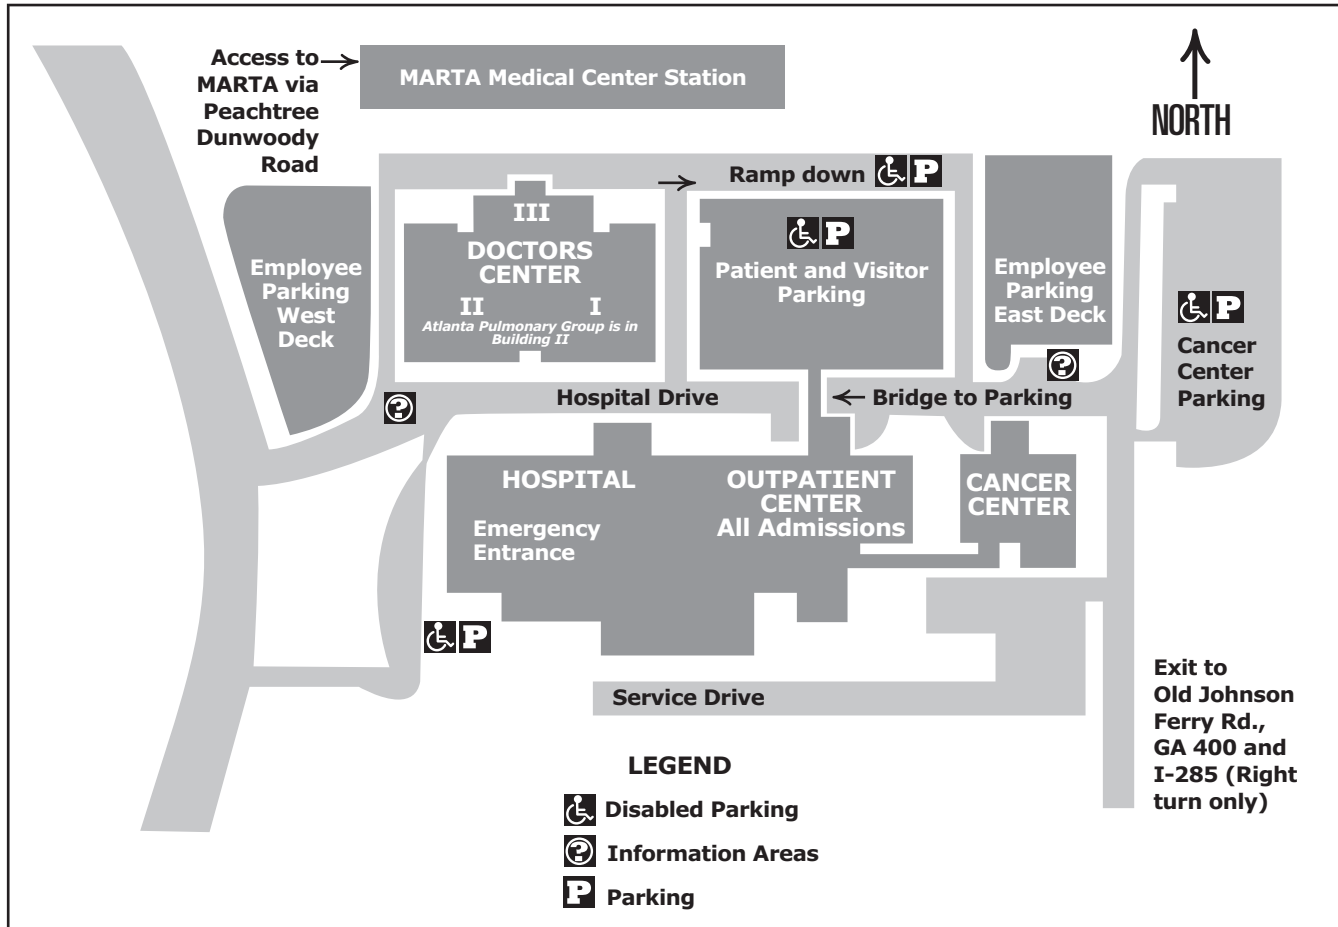 Access to
MARTA via
Peachtree
Dunwoody
Road
MARTA Medical Center Station
NORTH
Ramp down
P
III
DOCTORS
CENTER
II I
Atlanta Pulmonary Group is in
Building II
Employee
Parking
West
Deck
P
Patient and Visitor
Parking
Employee
Parking
East Deck
P
Cancer
Center
Parking
?
?
Hospital Drive
Bridge to Parking
HOSPITAL
Emergency
Entrance
OUTPATIENT
CENTER
All Admissions
CANCER
CENTER
P
Service Drive
Exit to
Old Johnson
Ferry Rd.,
GA 400 and
I-285 (Right
turn only)
LEGEND
Disabled Parking
? Information Areas
P Parking